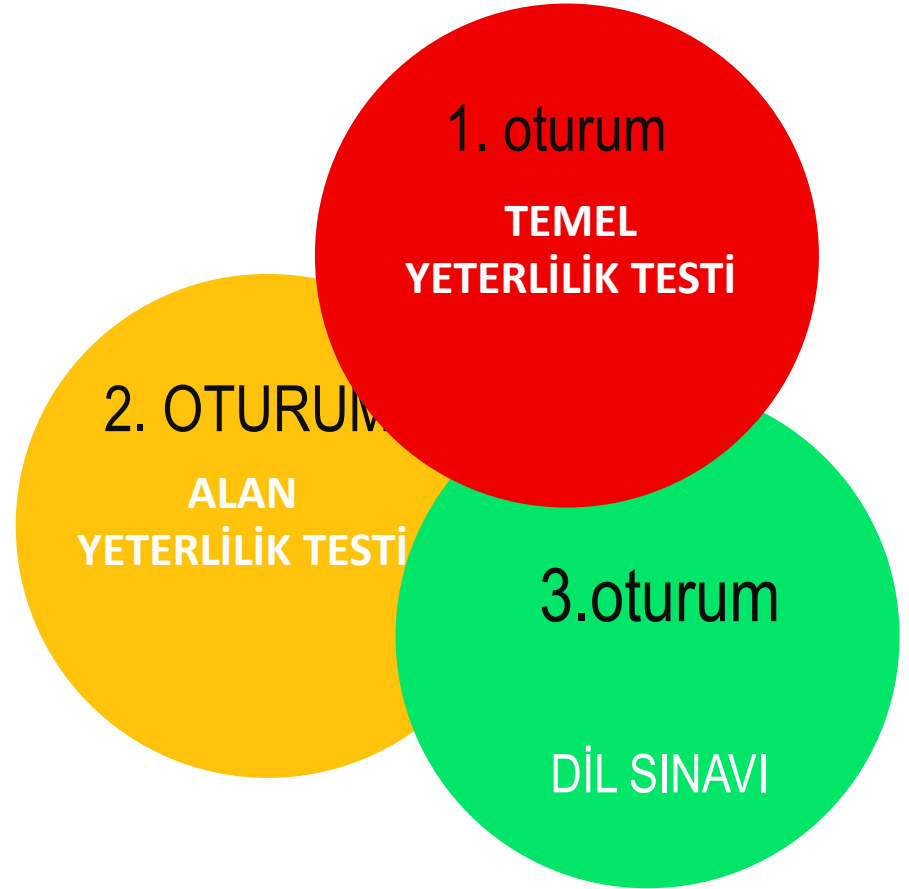 1. oturum
TEMEL
YETERLİLİK TESTİ
2. OTURUM
ALAN
YETERLİLİK TESTİ
3.oturum
DİL SINAVI